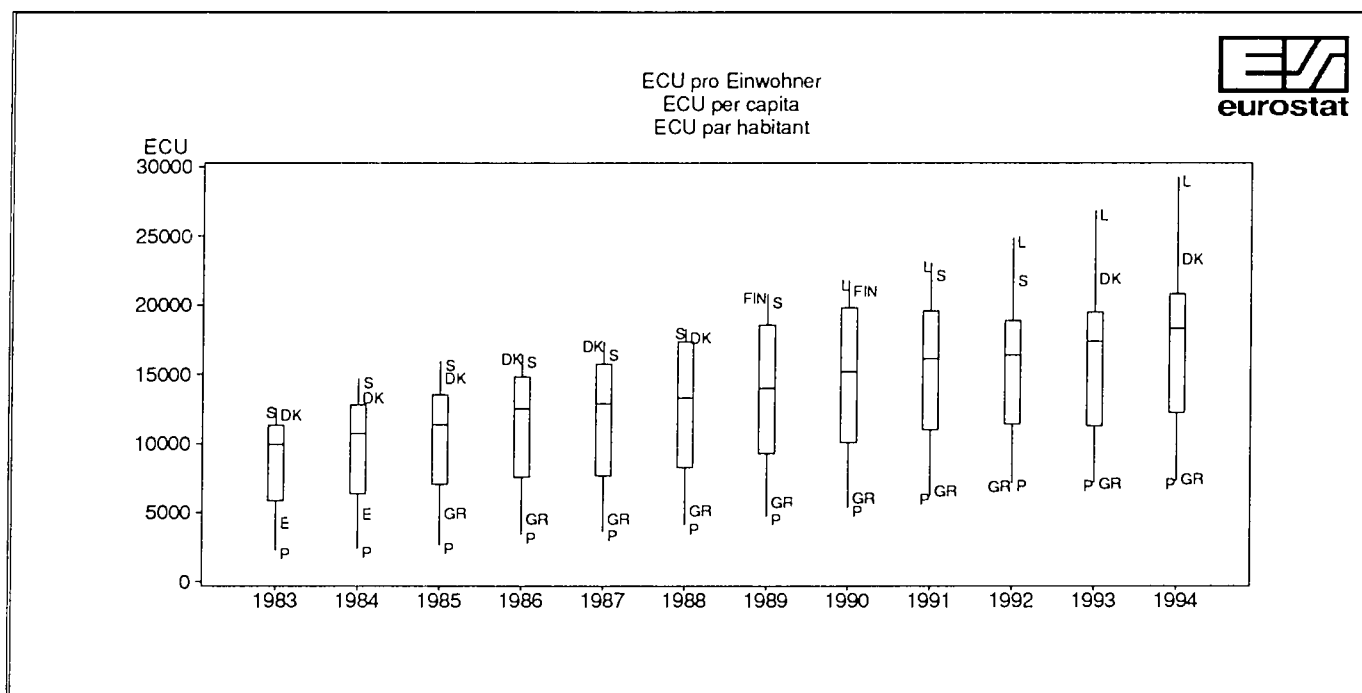 ECU pro Einwohner
ECU per capita
ECU par habitant
eurostat
ECU
30000
25000
20000
15000
10000
5000
0
S DK E P
S DK E P
S DK GR P
DK S GR P
DK S GR P
S DK GR P
FIN S GR P
L FIN GR P
L S P GR
L S GR P
L DK P GR
L DK P GR
1983 1984 1985 1986 1987 1988 1989 1990 1991 1992 1993 1994